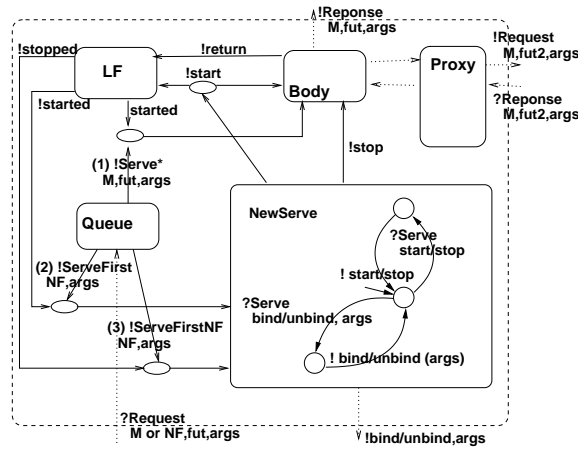 !Reponse
M,fut,args
!stopped
!return
!Request
M,fut2,args
LF
Proxy
!start
Body
?Reponse
M,fut2,args
!started
started
!stop
(1) !Serve*
M,fut,args
NewServe
Queue
?Serve
start/stop
(2) !ServeFirst
NF,args
! start/stop
?Serve
bind/unbind, args
(3) !ServeFirstNF
NF,args
! bind/unbind (args)
?Request
M or NF,fut,args
!bind/unbind,args